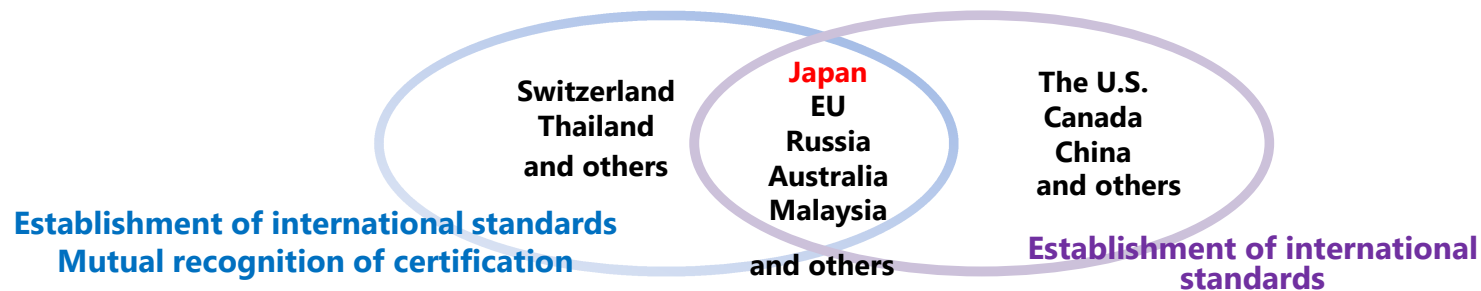 Switzerland
Thailand
and others
Japan
EU
Russia
Australia
Malaysia
and others
The U.S.
Canada
China
and others
Establishment of international standards
Mutual recognition of certification
Establishment of international
standards